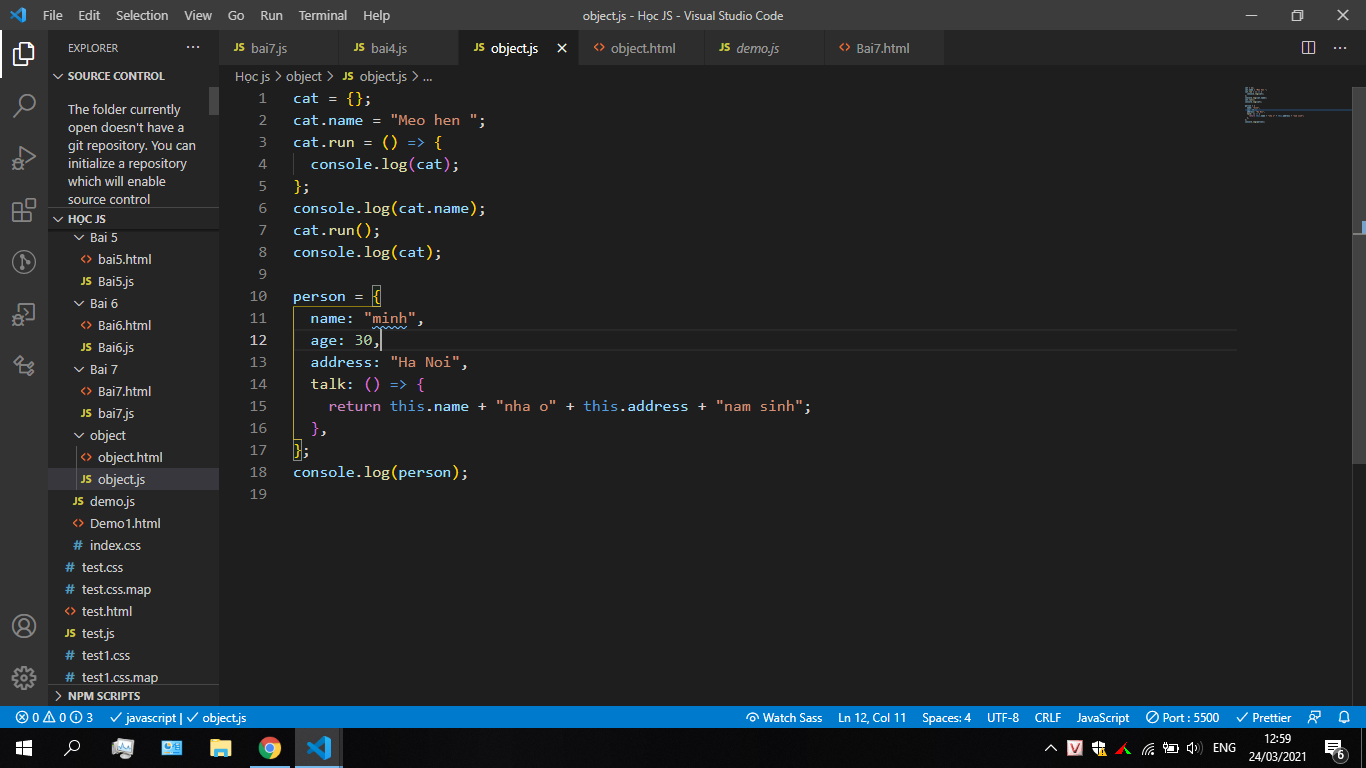 File Edit Selection View Go Run Terminal Help object.js - Học JS - Visual Studio Code
EXPLORER ...
bai7.js bai4.js object.js object.html demo.js Bai7.html ...
SOURCE CONTROL
The folder currently
open doesn't have a
git repository. You can
initialize a repository
which will enable
source control
HỌC JS
Bai 5
bai5.html
JS Bai5.js
Bai 6
Bai6.html
JS Bai6.js
Bai 7
Bai7.html
JS bai7.js
object
object.html
JS object.js
JS demo.js
Demo1.html
# index.css
# test.css
# test.css.map
test.html
JS test.js
# test1.css
# test1.css.map
NPM SCRIPTS
Học js > object > JS object.js > ...
1 cat = {};
2 cat.name = "Meo hen ";
3 cat.run = () => {
4 console.log(cat);
5 };
6 console.log(cat.name);
7 cat.run();
8 console.log(cat);
9
10 person = {
11 name: "minh",
12 age: 30,
13 address: "Ha Noi",
14 talk: () => {
15 return this.name + "nha o" + this.address + "nam sinh";
16 },
17 };
18 console.log(person);
19
0 0 3 javascript | object.js Watch Sass Ln 12, Col 11 Spaces: 4 UTF-8 CRLF JavaScript Port : 5500 Prettier
V ENG 12:59
24/03/2021 6